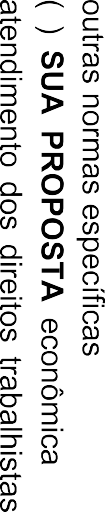 outras normas específicas
( ) SUA PROPOSTA econômica
atendimento dos direitos trabalhistas